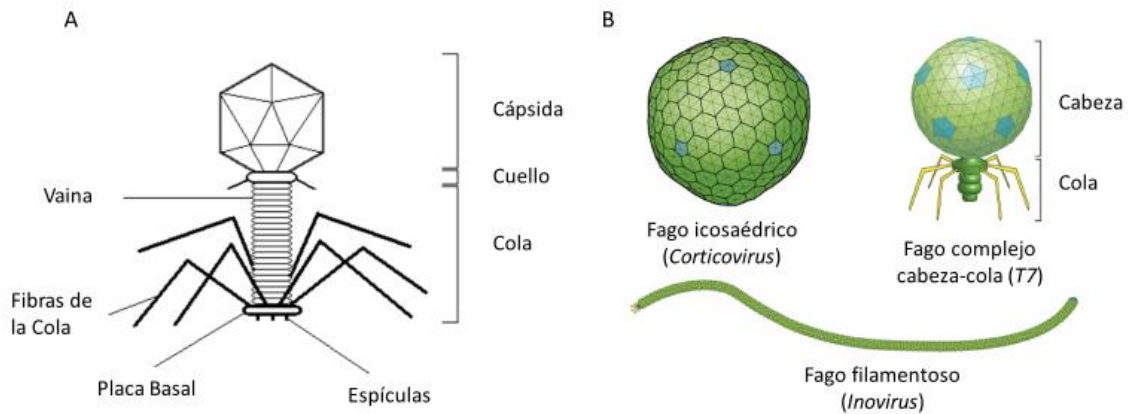 A
Cápsida
Cuello
Vaina
Cola
Fibras de
la Cola
Placa Basal
Espículas
B
Cabeza
Cola
Fago icosaédrico
(Corticovirus)
Fago complejo
cabeza-cola (T7)
Fago filamentoso
(Inovirus)